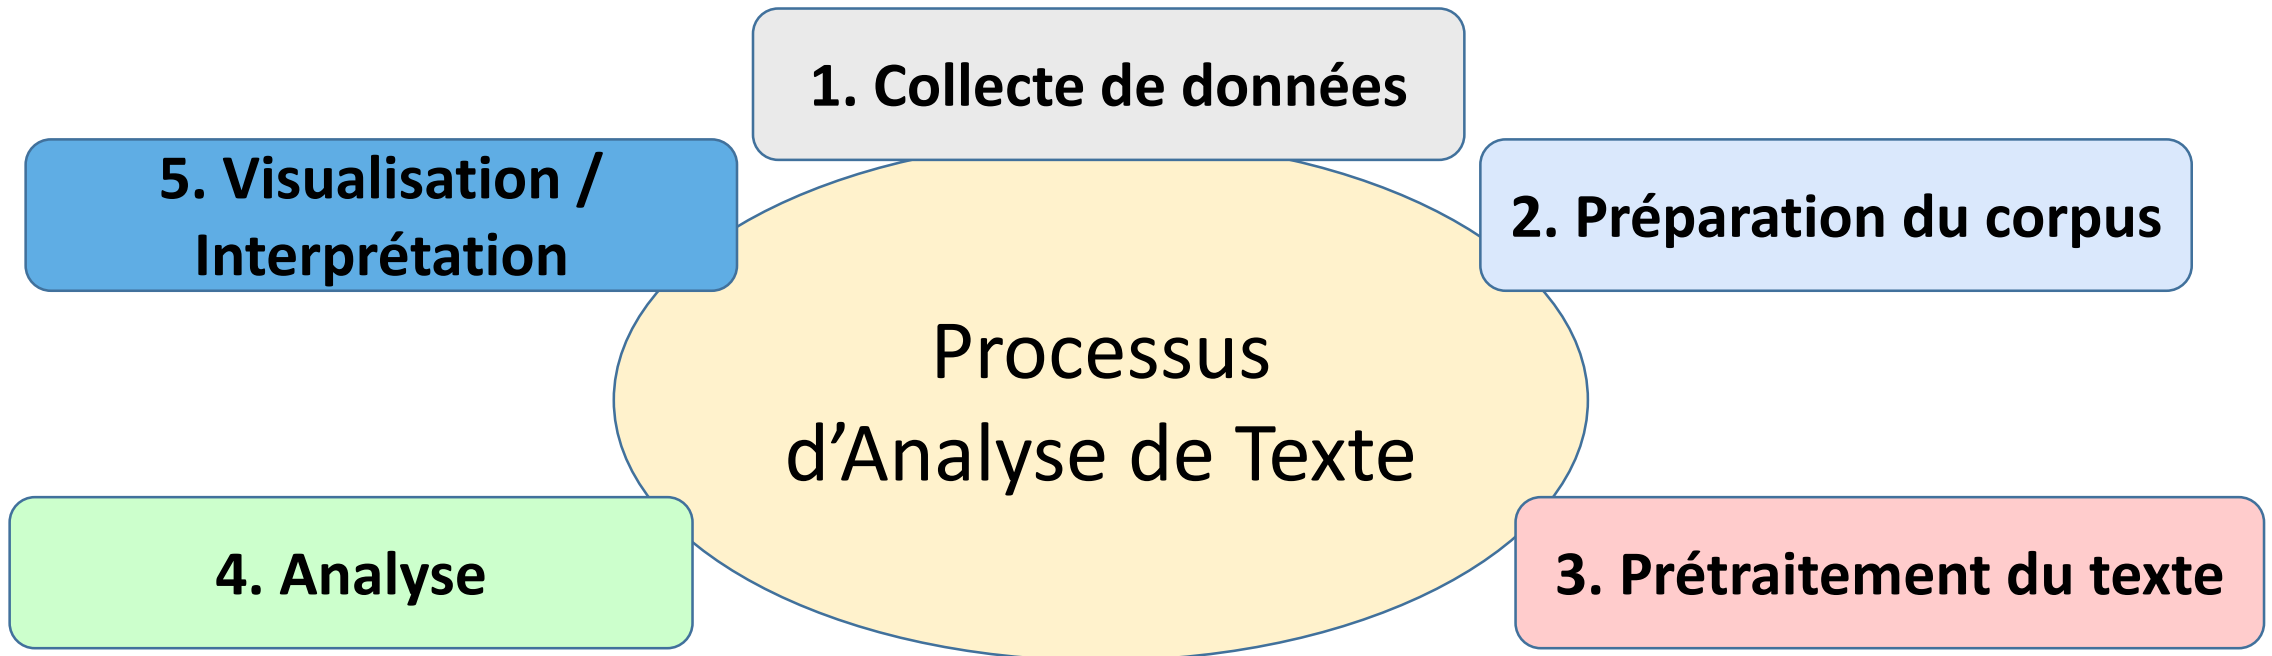 1. Collecte de données
2. Préparation du corpus
3. Prétraitement du texte
4. Analyse
5. Visualisation /
Interprétation
Processus
d’Analyse de Texte